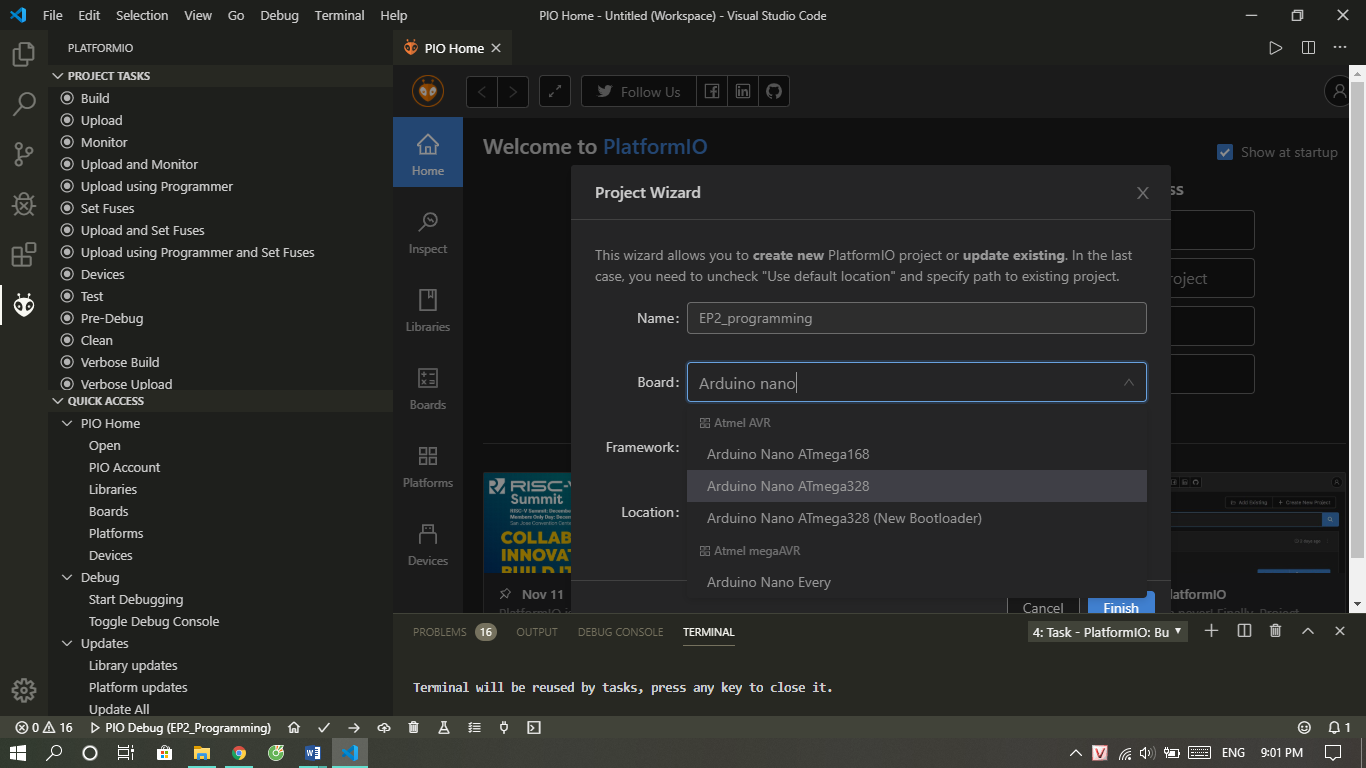 File Edit Selection View Go Debug Terminal Help PIO Home - Untitled (Workspace) - Visual Studio Code
PLATFORMIO
PROJECT TASKS
Build
Upload
Monitor
Upload and Monitor
Upload using Programmer
Set Fuses
Upload and Set Fuses
Upload using Programmer and Set Fuses
Devices
Test
Pre-Debug
Clean
Verbose Build
Verbose Upload
QUICK ACCESS
PIO Home
Open
PIO Account
Libraries
Boards
Platforms
Devices
Debug
Start Debugging
Toggle Debug Console
Updates
Library updates
Platform updates
Update All
PIO Home
Follow Us
Home
Inspect
Libraries
Boards
Platforms
Devices
Welcome to PlatformIO
Show at startup
Project Wizard
This wizard allows you to create new PlatformIO project or update existing. In the last
case, you need to uncheck "Use default location" and specify path to existing project.
Name: EP2_programming
Board: Arduino nano
Framework:
Location:
Atmel AVR
Arduino Nano ATmega168
Arduino Nano ATmega328
Arduino Nano ATmega328 (New Bootloader)
Atmel megaAVR
Arduino Nano Every
Cancel
Finish
RISC-V
Summit
COLLAB
INNOVAT
BUILD IT
Nov 11
PROBLEMS 16 OUTPUT DEBUG CONSOLE TERMINAL
4: Task - PlatformIO: Bu
Terminal will be reused by tasks, press any key to close it.
0 16 PIO Debug (EP2_Programming) 1
ENG 9:01 PM